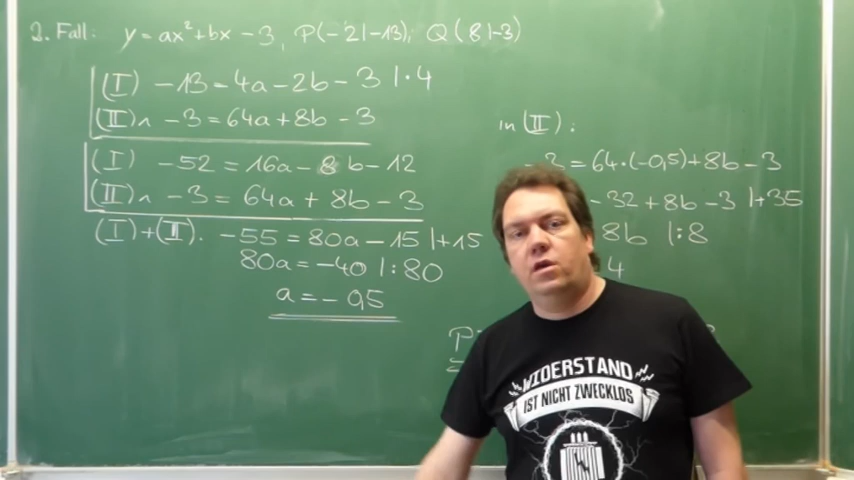 2. Fall: y = ax² + bx - 3, P(-2|-13), Q(8|-3)
(I) -13 = 4a - 2b - 3 |·4
(II) ∧ -3 = 64a + 8b - 3
(I) -52 = 16a - 8b - 12
(II) ∧ -3 = 64a + 8b - 3
(I)+(II): -55 = 80a - 15 |+15
80a = -40 |:80
a = -0,5
in (II):
-3 = 64·(-0,5) + 8b - 3
-32 + 8b - 3 |+35
8b |:8
4
P
WIDERSTAND
IST NICHT ZWECKLOS